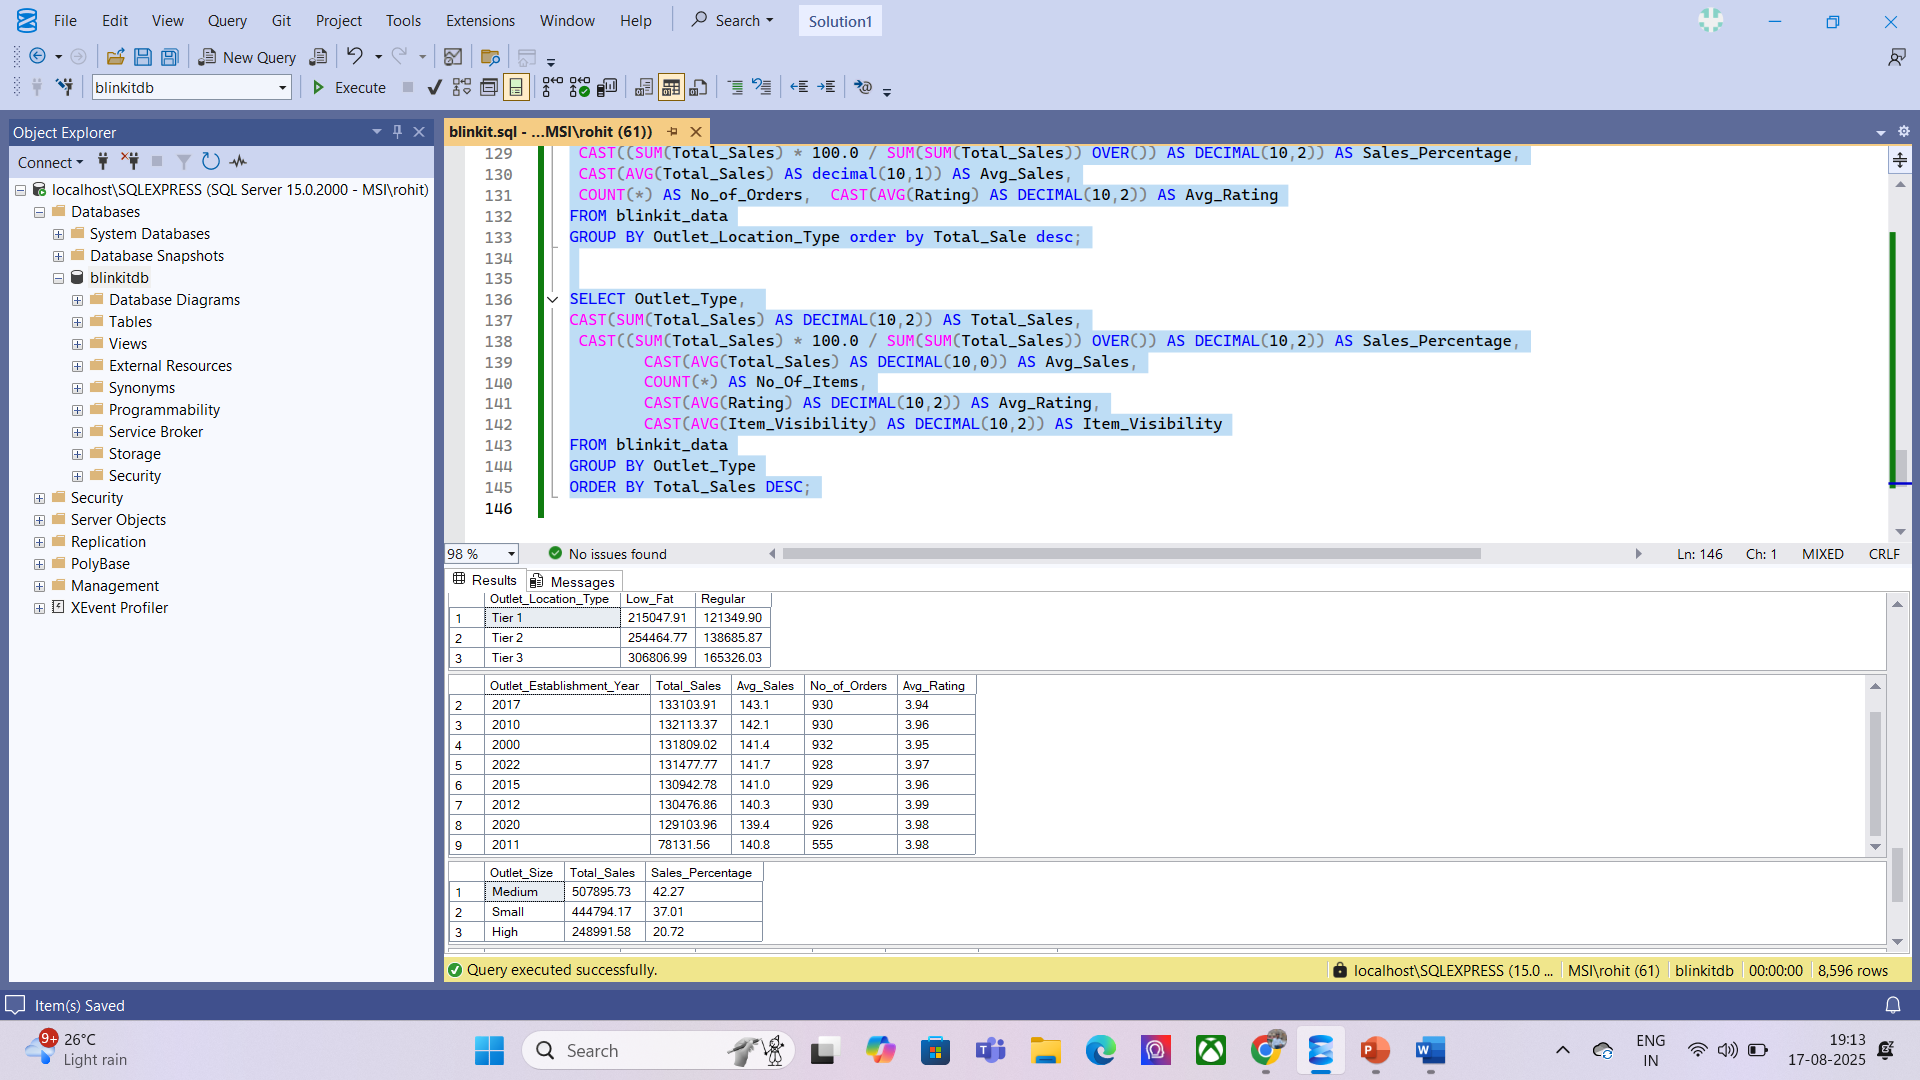 File Edit View Query Git Project Tools Extensions Window Help Search Solution1
New Query
blinkitdb Execute
Object Explorer
Connect
localhost\SQLEXPRESS (SQL Server 15.0.2000 - MSI\rohit)
Databases
System Databases
Database Snapshots
blinkitdb
Database Diagrams
Tables
Views
External Resources
Synonyms
Programmability
Service Broker
Storage
Security
Security
Server Objects
Replication
PolyBase
Management
XEvent Profiler
blinkit.sql - ...MSI\rohit (61))
129 CAST((SUM(Total_Sales) * 100.0 / SUM(SUM(Total_Sales)) OVER()) AS DECIMAL(10,2)) AS Sales_Percentage,
130 CAST(AVG(Total_Sales) AS decimal(10,1)) AS Avg_Sales,
131 COUNT(*) AS No_of_Orders, CAST(AVG(Rating) AS DECIMAL(10,2)) AS Avg_Rating
132 FROM blinkit_data
133 GROUP BY Outlet_Location_Type order by Total_Sale desc;
134
135
136 SELECT Outlet_Type,
137 CAST(SUM(Total_Sales) AS DECIMAL(10,2)) AS Total_Sales,
138 CAST((SUM(Total_Sales) * 100.0 / SUM(SUM(Total_Sales)) OVER()) AS DECIMAL(10,2)) AS Sales_Percentage,
139 CAST(AVG(Total_Sales) AS DECIMAL(10,0)) AS Avg_Sales,
140 COUNT(*) AS No_Of_Items,
141 CAST(AVG(Rating) AS DECIMAL(10,2)) AS Avg_Rating,
142 CAST(AVG(Item_Visibility) AS DECIMAL(10,2)) AS Item_Visibility
143 FROM blinkit_data
144 GROUP BY Outlet_Type
145 ORDER BY Total_Sales DESC;
146
98 % No issues found Ln: 146 Ch: 1 MIXED CRLF
Results Messages
Outlet_Location_Type Low_Fat Regular
1 Tier 1 215047.91 121349.90
2 Tier 2 254464.77 138685.87
3 Tier 3 306806.99 165326.03
Outlet_Establishment_Year Total_Sales Avg_Sales No_of_Orders Avg_Rating
2 2017 133103.91 143.1 930 3.94
3 2010 132113.37 142.1 930 3.96
4 2000 131809.02 141.4 932 3.95
5 2022 131477.77 141.7 928 3.97
6 2015 130942.78 141.0 929 3.96
7 2012 130476.86 140.3 930 3.99
8 2020 129103.96 139.4 926 3.98
9 2011 78131.56 140.8 555 3.98
Outlet_Size Total_Sales Sales_Percentage
1 Medium 507895.73 42.27
2 Small 444794.17 37.01
3 High 248991.58 20.72
Query executed successfully. localhost\SQLEXPRESS (15.0 ... MSI\rohit (61) blinkitdb 00:00:00 8,596 rows
Item(s) Saved
9+ 26°C
Light rain
Search
ENG
IN
19:13
17-08-2025